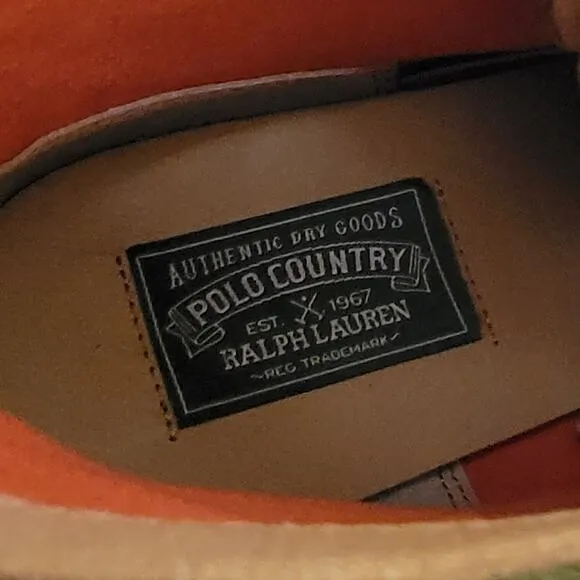 AUTHENTIC DRY GOODS
POLO COUNTRY
EST. 1967
RALPH LAUREN
~REG TRADEMARK~